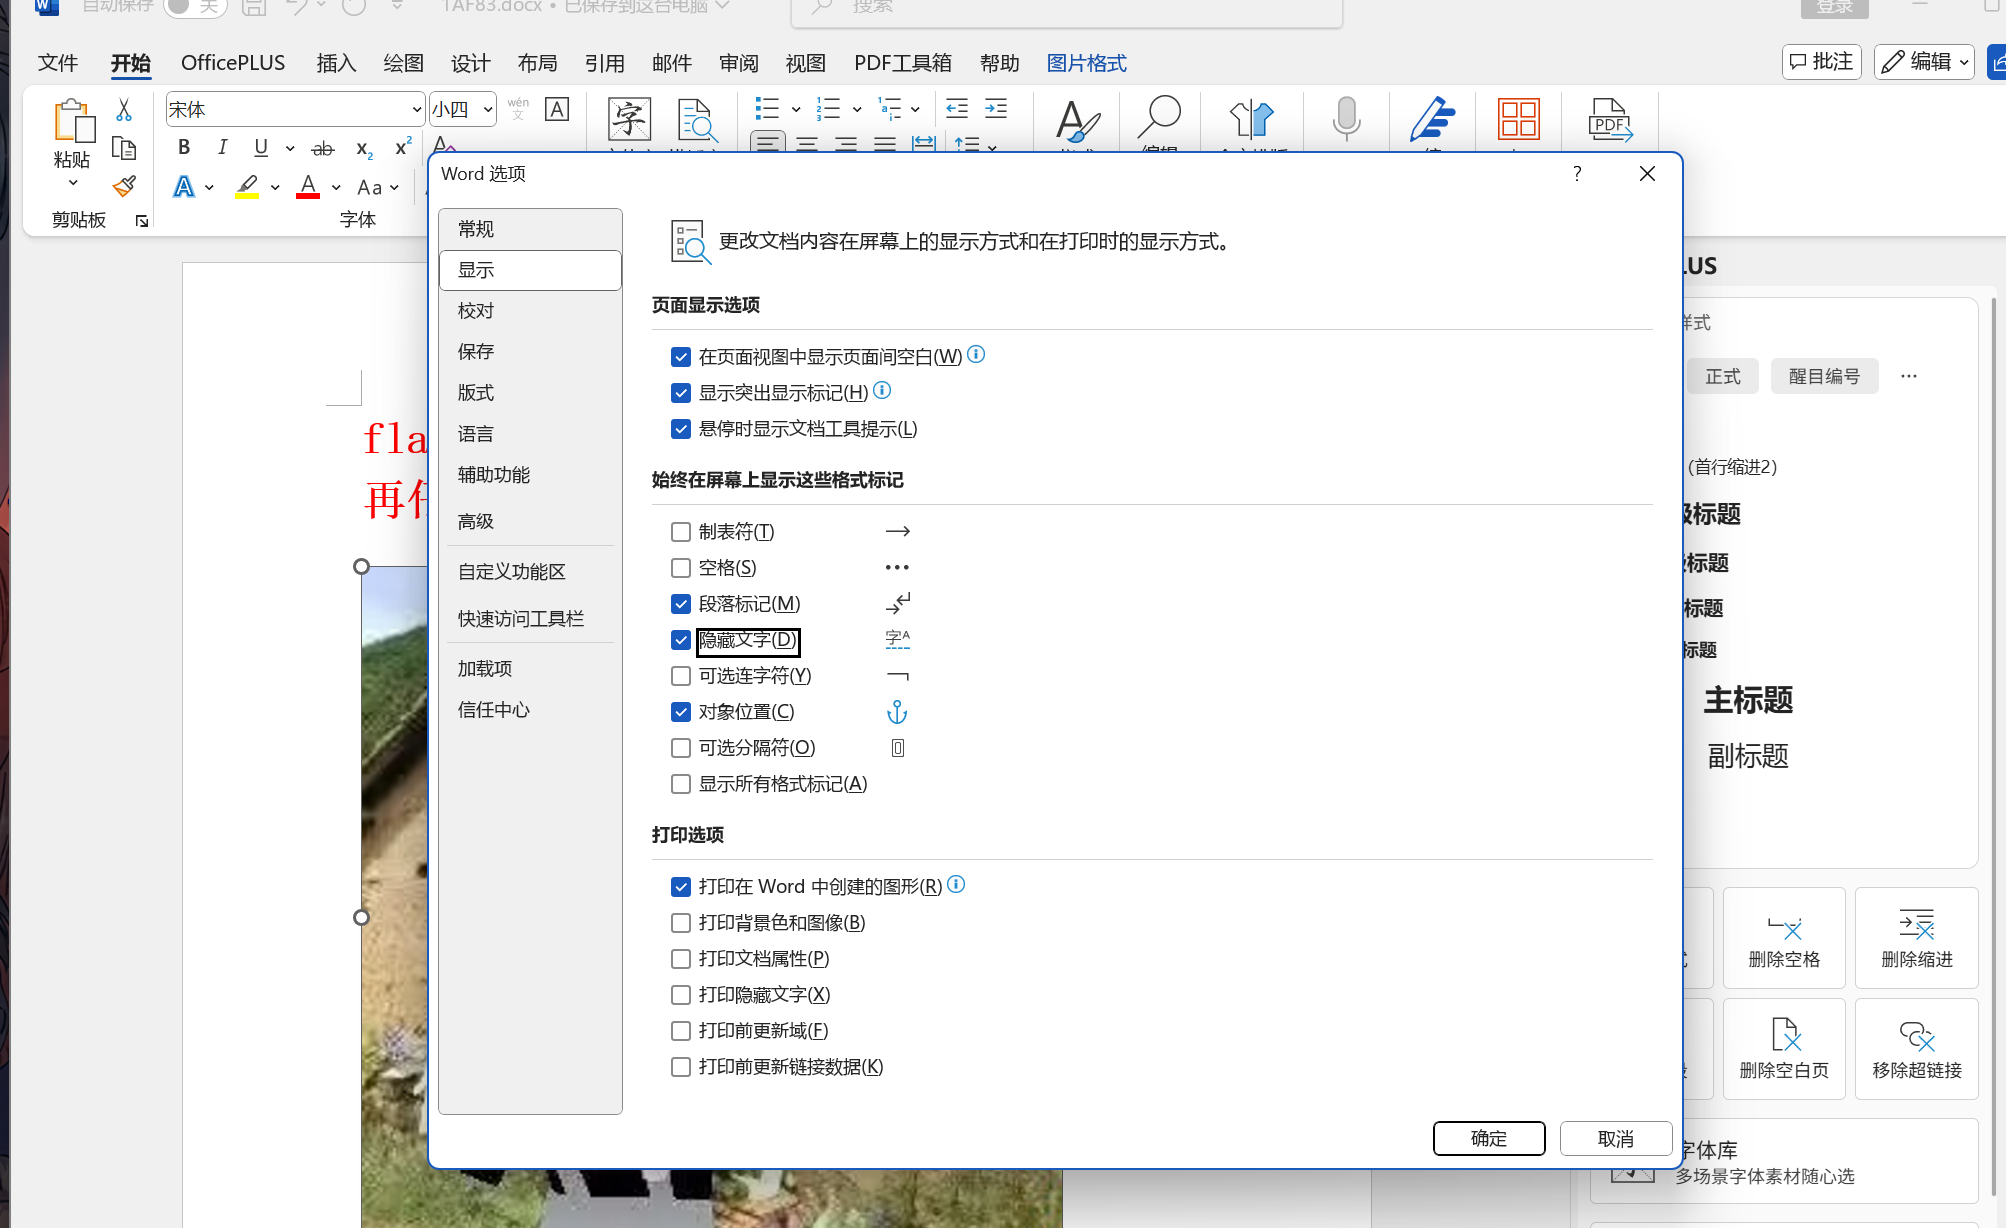 自动保存 关 1AF83.docx • 已保存到这台电脑 搜索 登录
文件 开始 OfficePLUS 插入 绘图 设计 布局 引用 邮件 审阅 视图 PDF工具箱 帮助 图片格式 批注 编辑
粘贴
宋体 小四 wén 文 A 字
B I U ab x₂ x² A
A A Aa
PDF
剪贴板 字体
Word 选项 ?
常规
显示
校对
保存
版式
语言
辅助功能
高级
自定义功能区
快速访问工具栏
加载项
信任中心
更改文档内容在屏幕上的显示方式和在打印时的显示方式。
页面显示选项
在页面视图中显示页面间空白(W)
显示突出显示标记(H)
悬停时显示文档工具提示(L)
始终在屏幕上显示这些格式标记
制表符(T)
空格(S)
段落标记(M)
隐藏文字(D) 字A
可选连字符(Y)
对象位置(C)
可选分隔符(O)
显示所有格式标记(A)
打印选项
打印在 Word 中创建的图形(R)
打印背景色和图像(B)
打印文档属性(P)
打印隐藏文字(X)
打印前更新域(F)
打印前更新链接数据(K)
确定 取消
fla
再
LUS
样式
正式 醒目编号 ...
(首行缩进2)
级标题
级标题
标题
标题
主标题
副标题
删除空格 删除缩进
删除空白页 移除超链接
字体库
多场景字体素材随心选